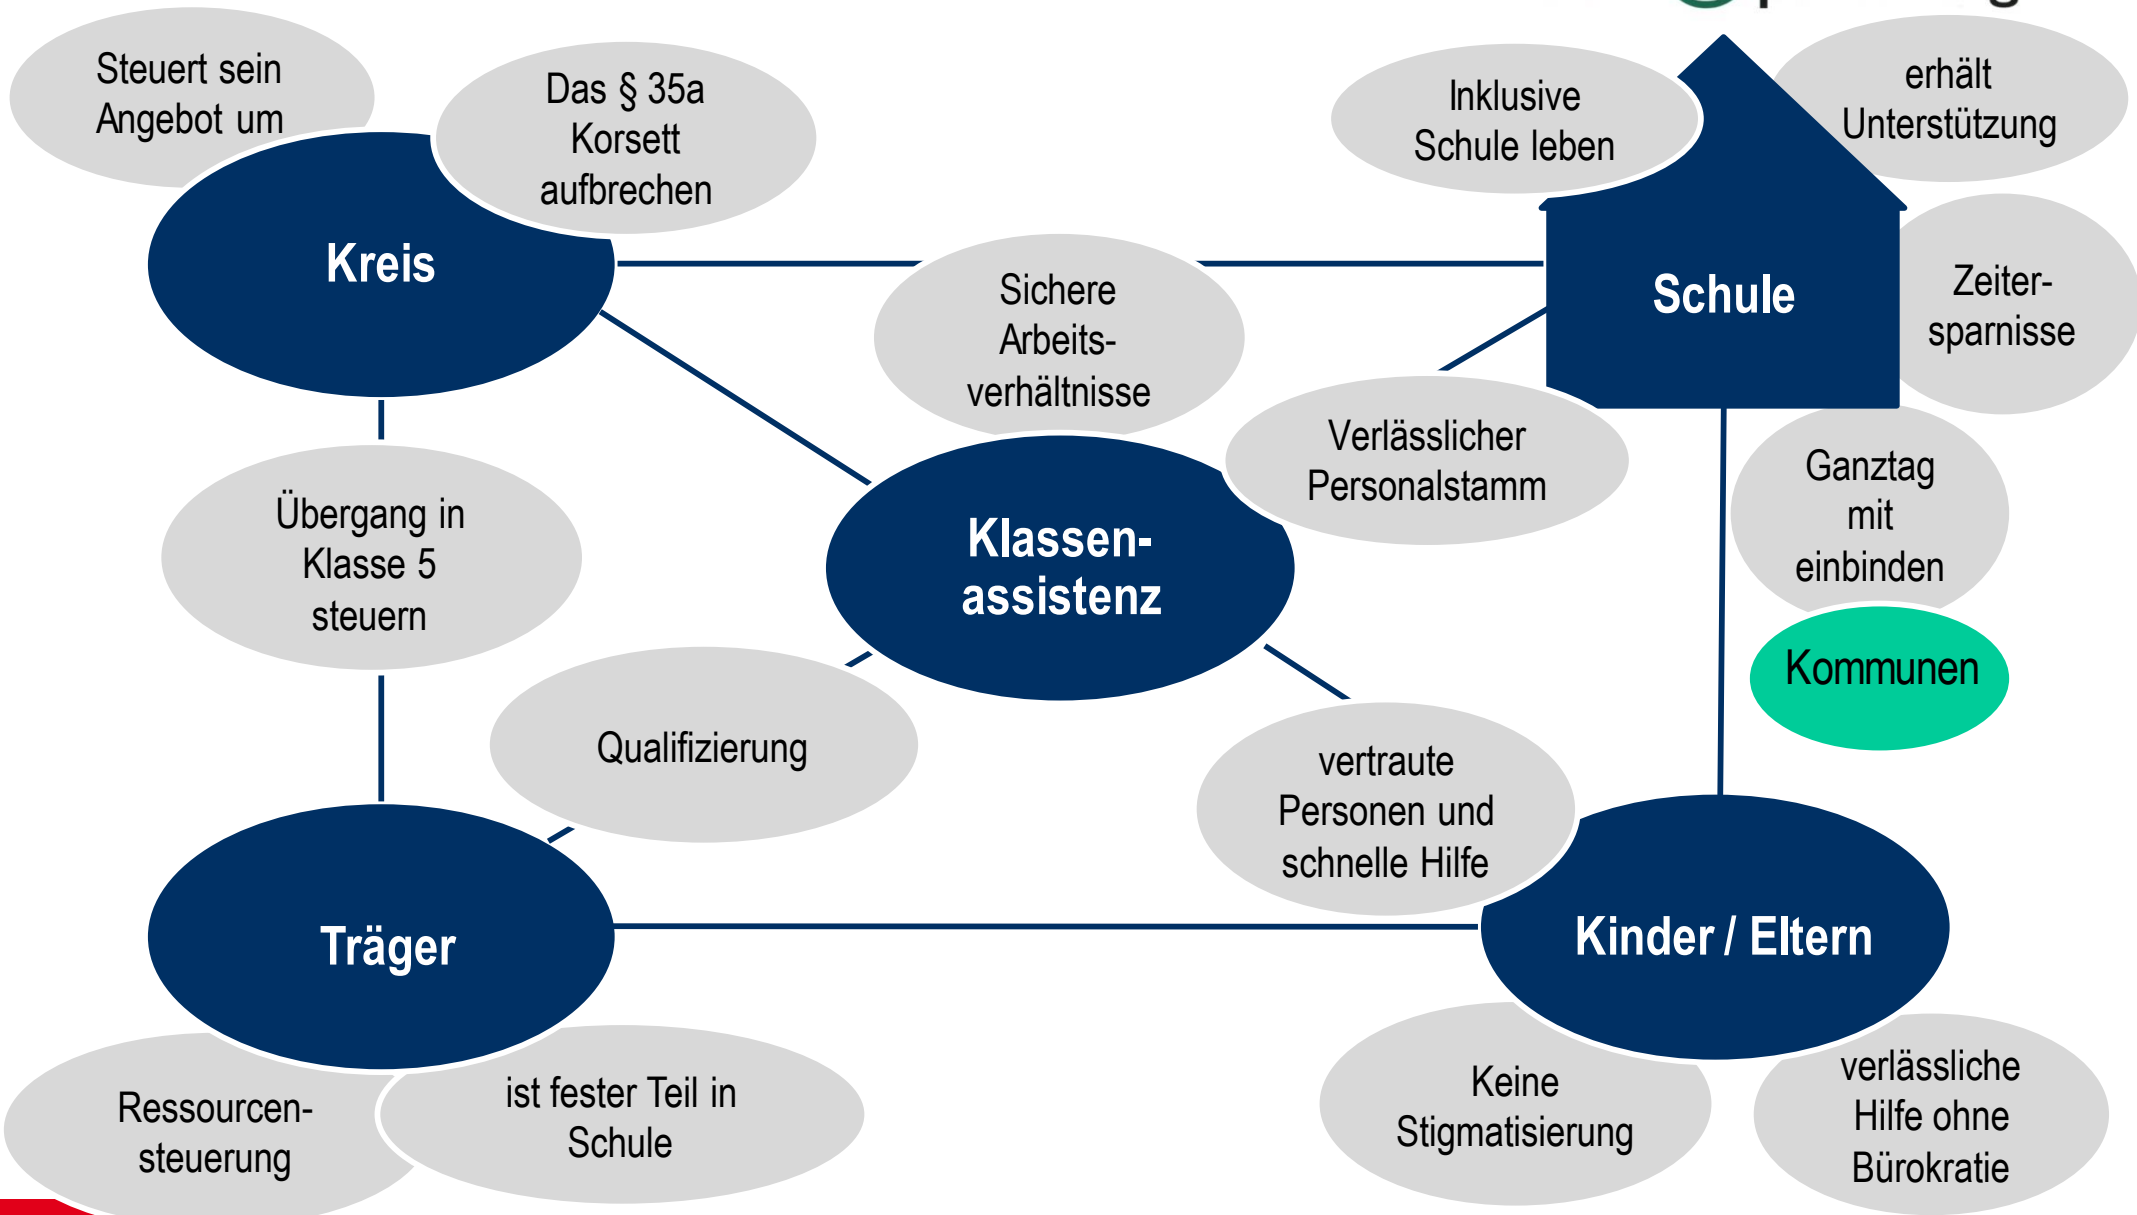 Steuert sein
Angebot um
Das § 35a
Korsett
aufbrechen
Kreis
Inklusive
Schule leben
erhält
Unterstützung
Schule
Zeiter-
sparnisse
Sichere
Arbeits-
verhältnisse
Verlässlicher
Personalstamm
Ganztag
mit
einbinden
Kommunen
Übergang in
Klasse 5
steuern
Klassen-
assistenz
Qualifizierung
vertraute
Personen und
schnelle Hilfe
Träger
Kinder / Eltern
Ressourcen-
steuerung
ist fester Teil in
Schule
Keine
Stigmatisierung
verlässliche
Hilfe ohne
Bürokratie